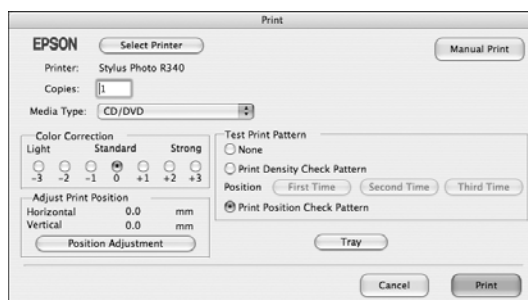 Print
EPSON
Select Printer
Manual Print
Printer: Stylus Photo R340
Copies: 1
Media Type: CD/DVD
Color Correction
Light Standard Strong
-3 -2 -1 0 +1 +2 +3
Adjust Print Position
Horizontal 0.0 mm
Vertical 0.0 mm
Position Adjustment
Test Print Pattern
None
Print Density Check Pattern
Position First Time Second Time Third Time
Print Position Check Pattern
Tray
Cancel Print